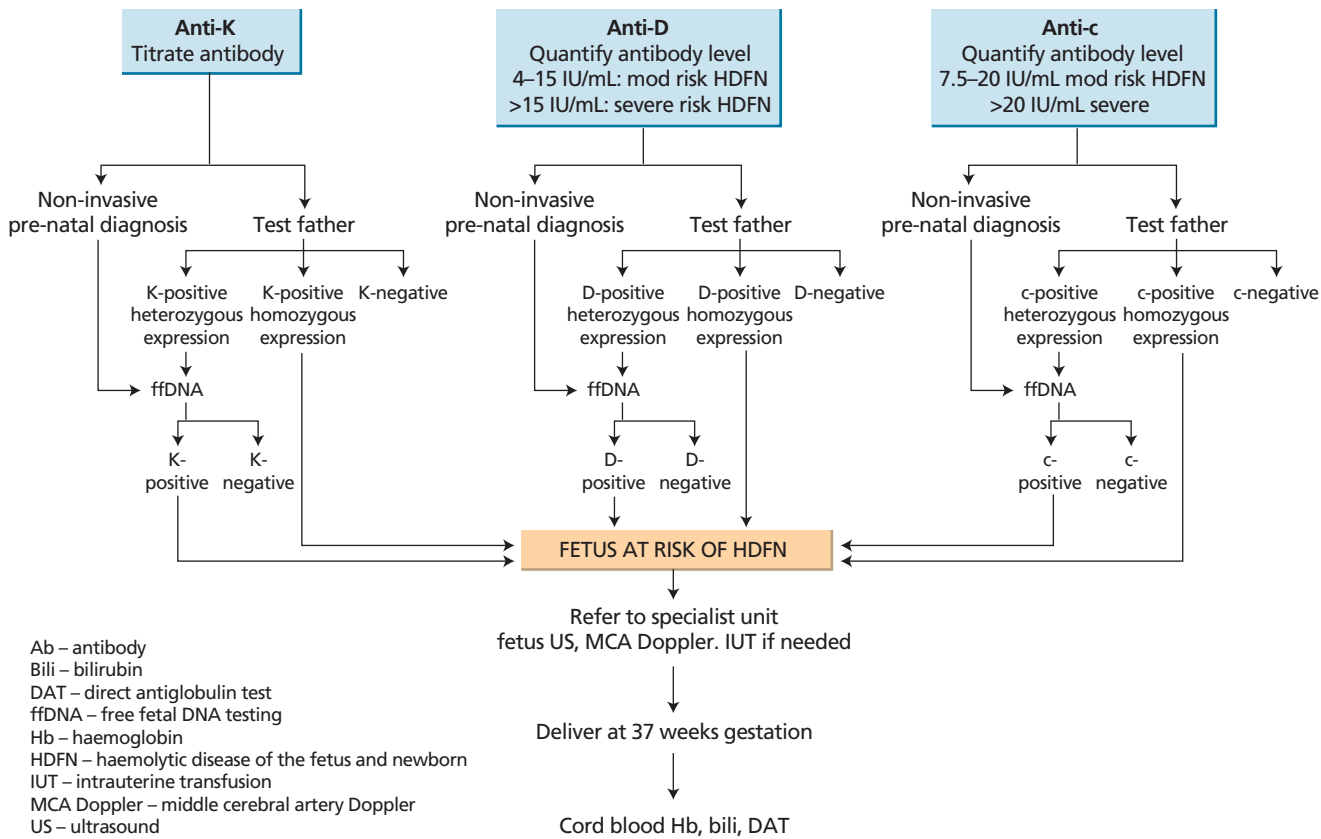 Anti-K
Titrate antibody
Anti-D
Quantify antibody level
4–15 IU/mL: mod risk HDFN
>15 IU/mL: severe risk HDFN
Anti-c
Quantify antibody level
7.5–20 IU/mL mod risk HDFN
>20 IU/mL severe
Non-invasive
pre-natal diagnosis
Test father
K-positive
heterozygous
expression
K-positive
homozygous
expression
K-negative
ffDNA
K-
positive
K-
negative
Non-invasive
pre-natal diagnosis
Test father
D-positive
heterozygous
expression
D-positive
homozygous
expression
D-negative
ffDNA
D-
positive
D-
negative
Non-invasive
pre-natal diagnosis
Test father
c-positive
heterozygous
expression
c-positive
homozygous
expression
c-negative
ffDNA
c-
positive
c-
negative
FETUS AT RISK OF HDFN
Refer to specialist unit
fetus US, MCA Doppler. IUT if needed
Deliver at 37 weeks gestation
Cord blood Hb, bili, DAT
Ab – antibody
Bili – bilirubin
DAT – direct antiglobulin test
ffDNA – free fetal DNA testing
Hb – haemoglobin
HDFN – haemolytic disease of the fetus and newborn
IUT – intrauterine transfusion
MCA Doppler – middle cerebral artery Doppler
US – ultrasound